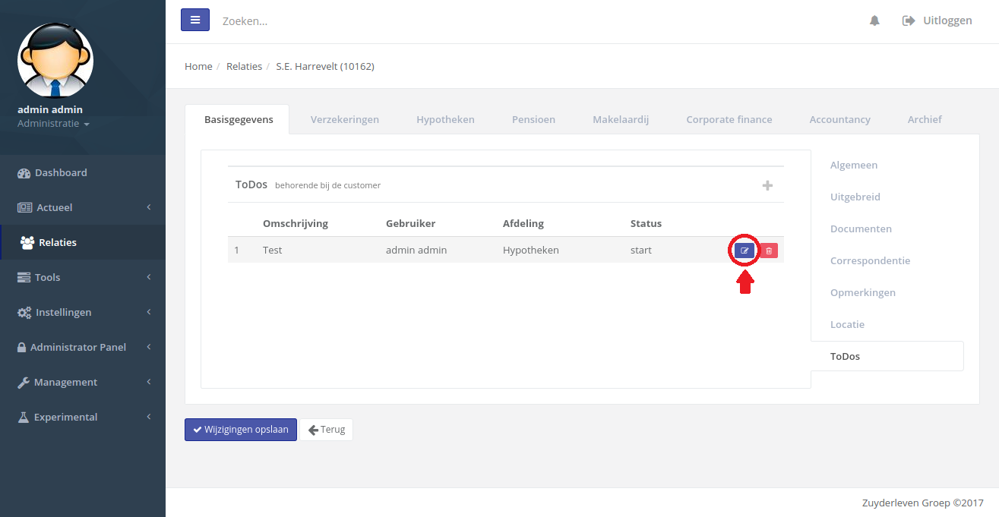 Zoeken...
Uitloggen
admin admin
Administratie
Dashboard
Actueel
Relaties
Tools
Instellingen
Administrator Panel
Management
Experimental
Home / Relaties / S.E. Harrevelt (10162)
Basisgegevens Verzekeringen Hypotheken Pensioen Makelaardij Corporate finance Accountancy Archief
ToDos behorende bij de customer
Omschrijving Gebruiker Afdeling Status
1 Test admin admin Hypotheken start
Algemeen
Uitgebreid
Documenten
Correspondentie
Opmerkingen
Locatie
ToDos
Wijzigingen opslaan Terug
Zuyderleven Groep ©2017